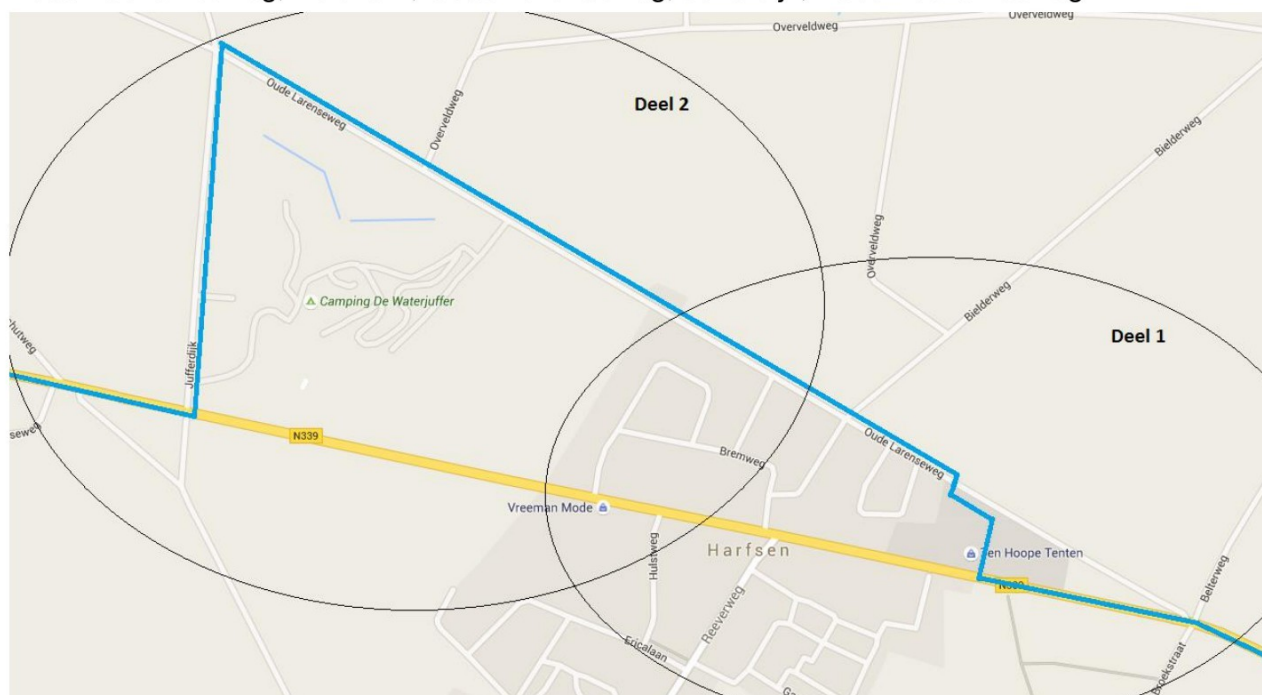 Overveldweg
Overveldweg
Oude Larenseweg
Deel 2
Overveldweg
Bielderweg
Overveldweg
Camping De Waterjuffer
Bielderweg
Deel 1
Jufferdijk
N339
Oude Larenseweg
Bremweg
Vreeman Mode
Harfsen
Ten Hoope Tenten
Hulstweg
Reeverweg
Belterweg
Ericalaan
Broekstraat